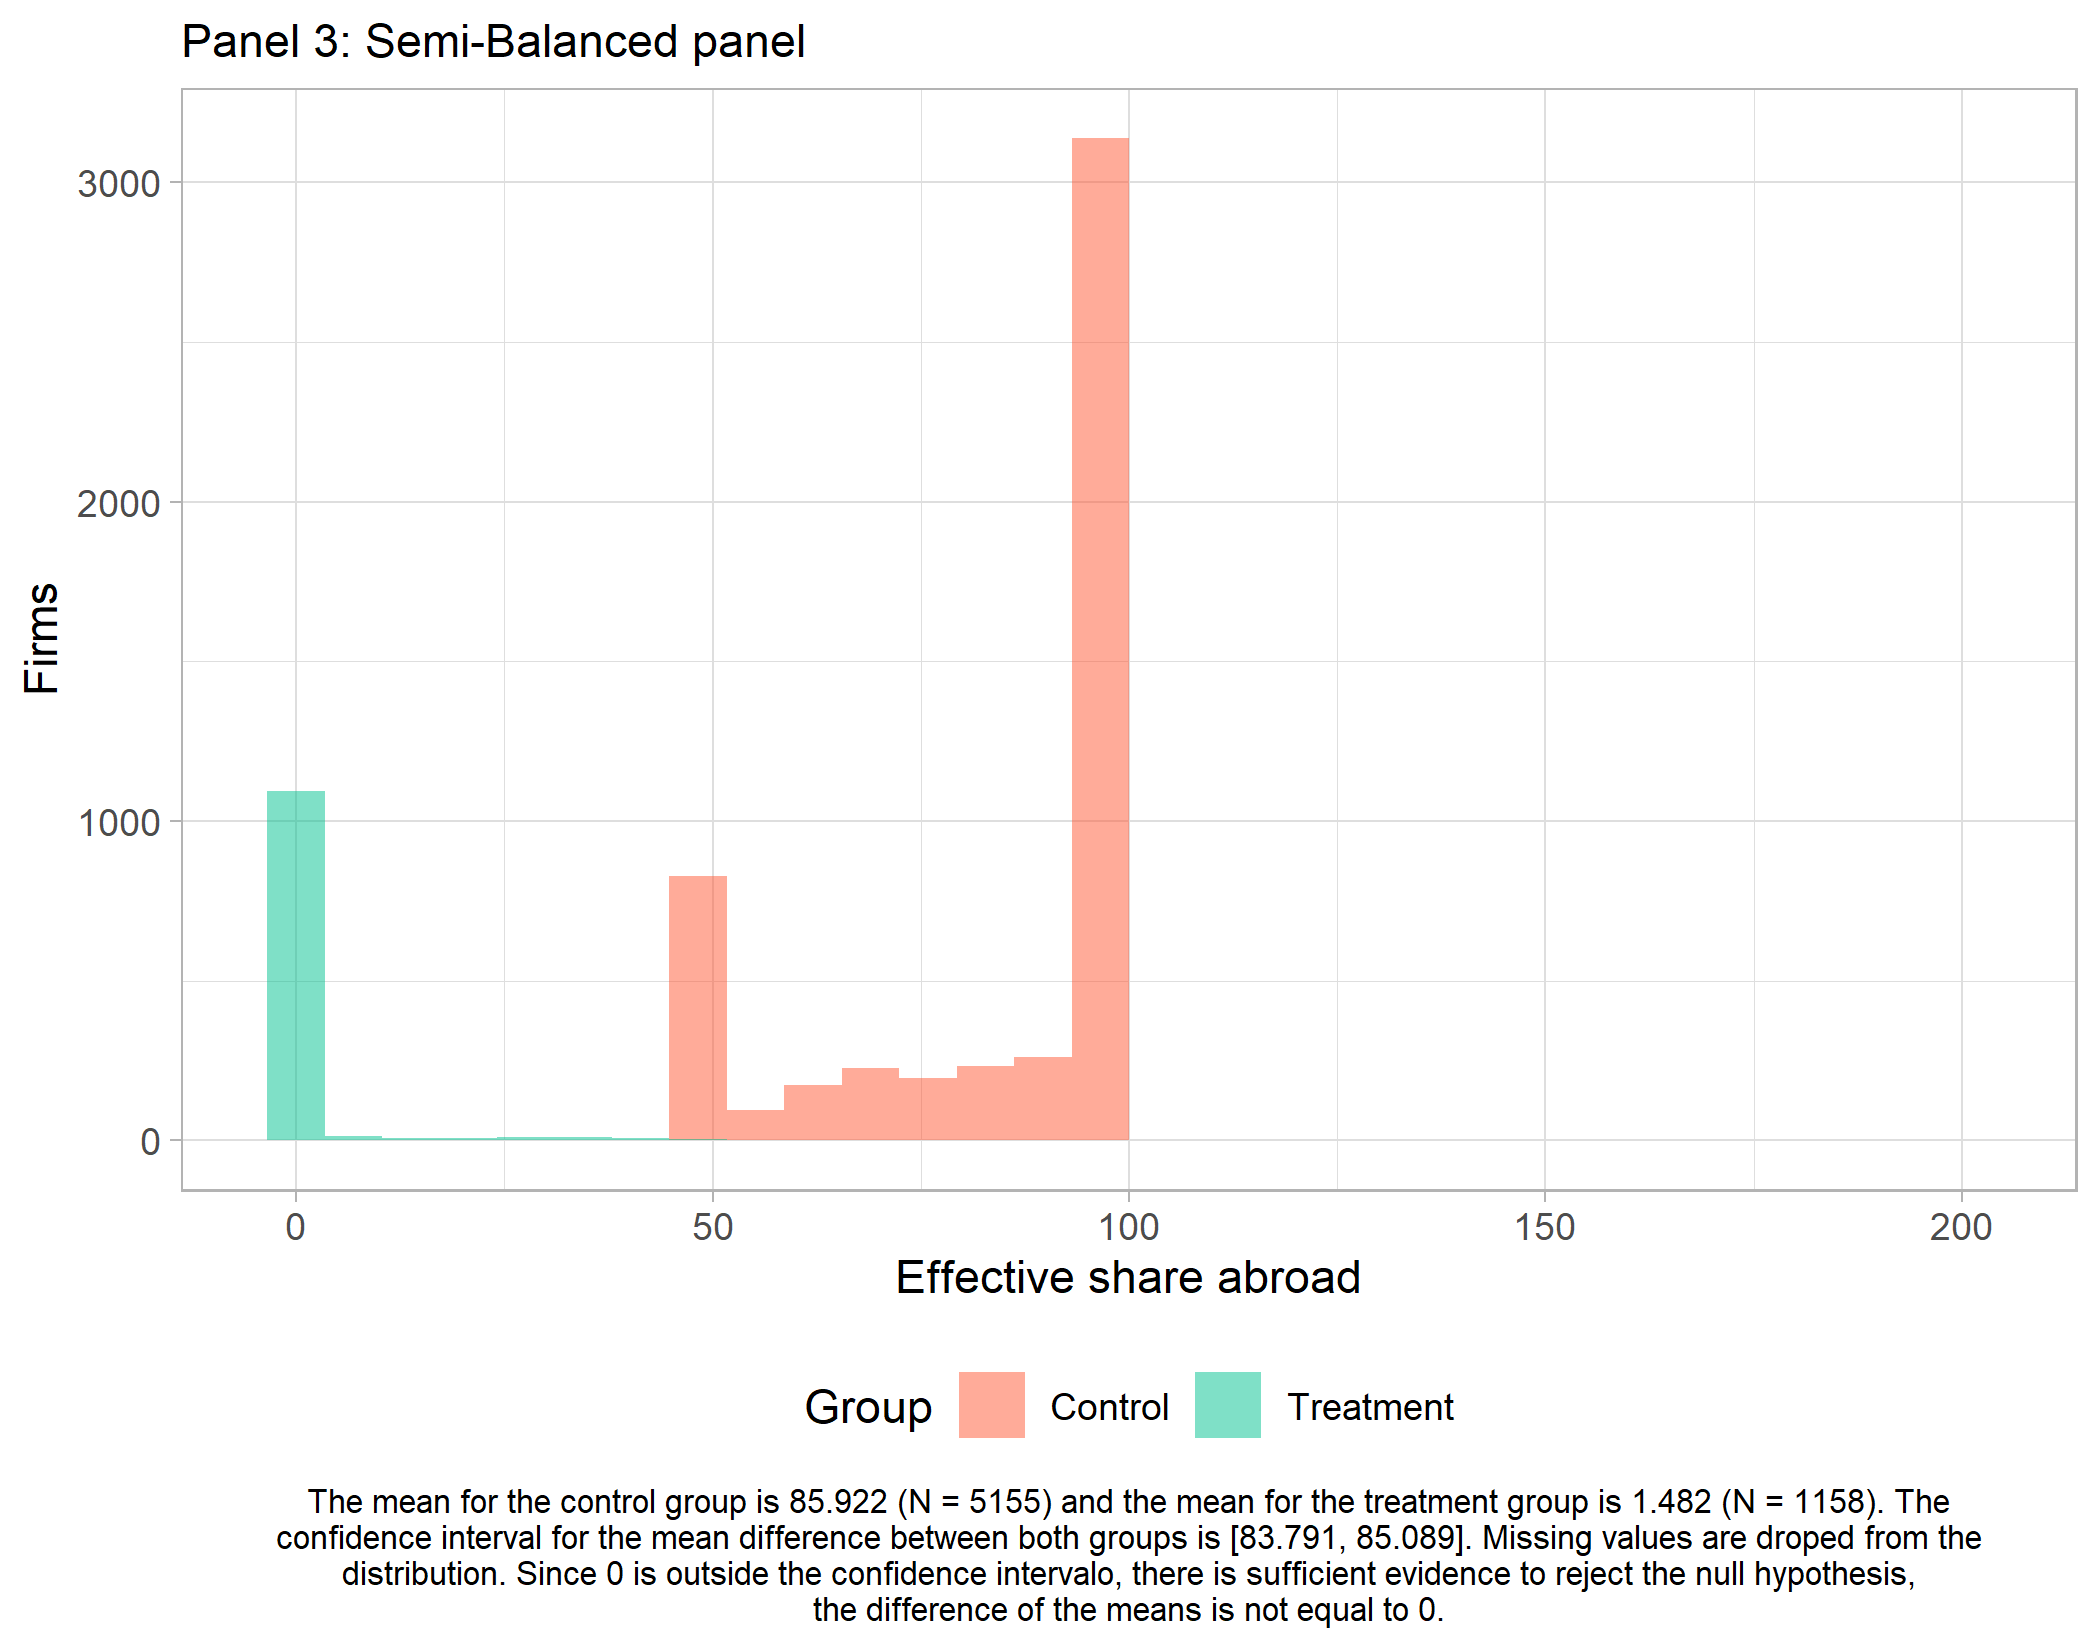 Panel 3: Semi-Balanced panel
3000
2000
1000
0
Firms
0
50
100
150
200
Effective share abroad
Group
Control
Treatment
The mean for the control group is 85.922 (N = 5155) and the mean for the treatment group is 1.482 (N = 1158). The
confidence interval for the mean difference between both groups is [83.791, 85.089]. Missing values are droped from the
distribution. Since 0 is outside the confidence intervalo, there is sufficient evidence to reject the null hypothesis,
the difference of the means is not equal to 0.